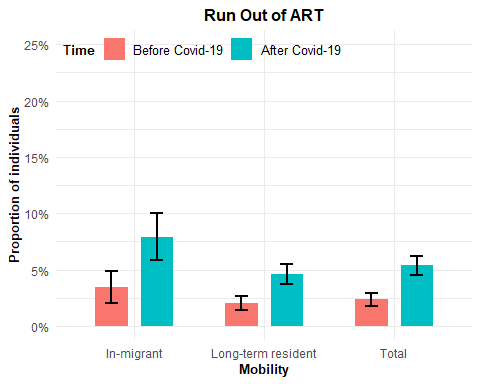 Run Out of ART
Time Before Covid-19 After Covid-19
Proportion of individuals
25%
20%
15%
10%
5%
0%
In-migrant Long-term resident Total
Mobility